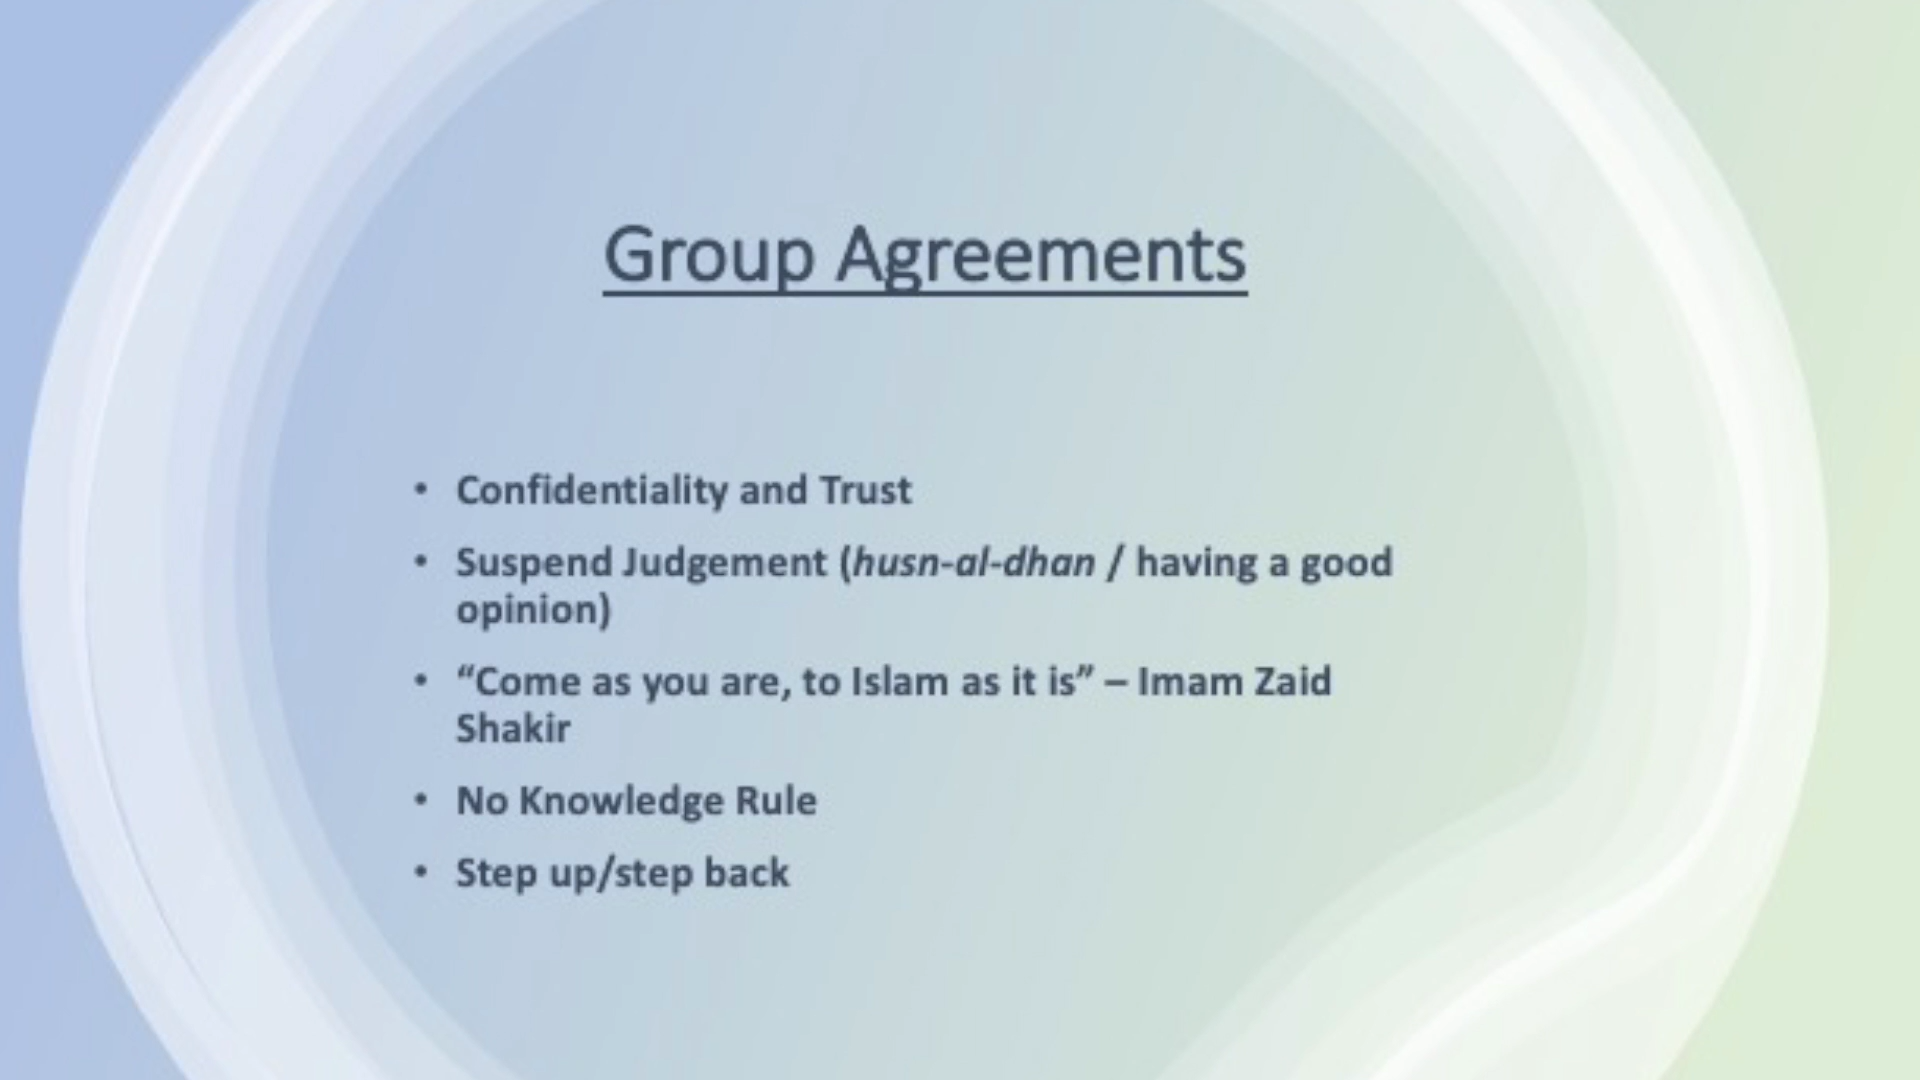 Group Agreements
• Confidentiality and Trust
• Suspend Judgement (husn-al-dhan / having a good
opinion)
• “Come as you are, to Islam as it is” – Imam Zaid
Shakir
• No Knowledge Rule
• Step up/step back